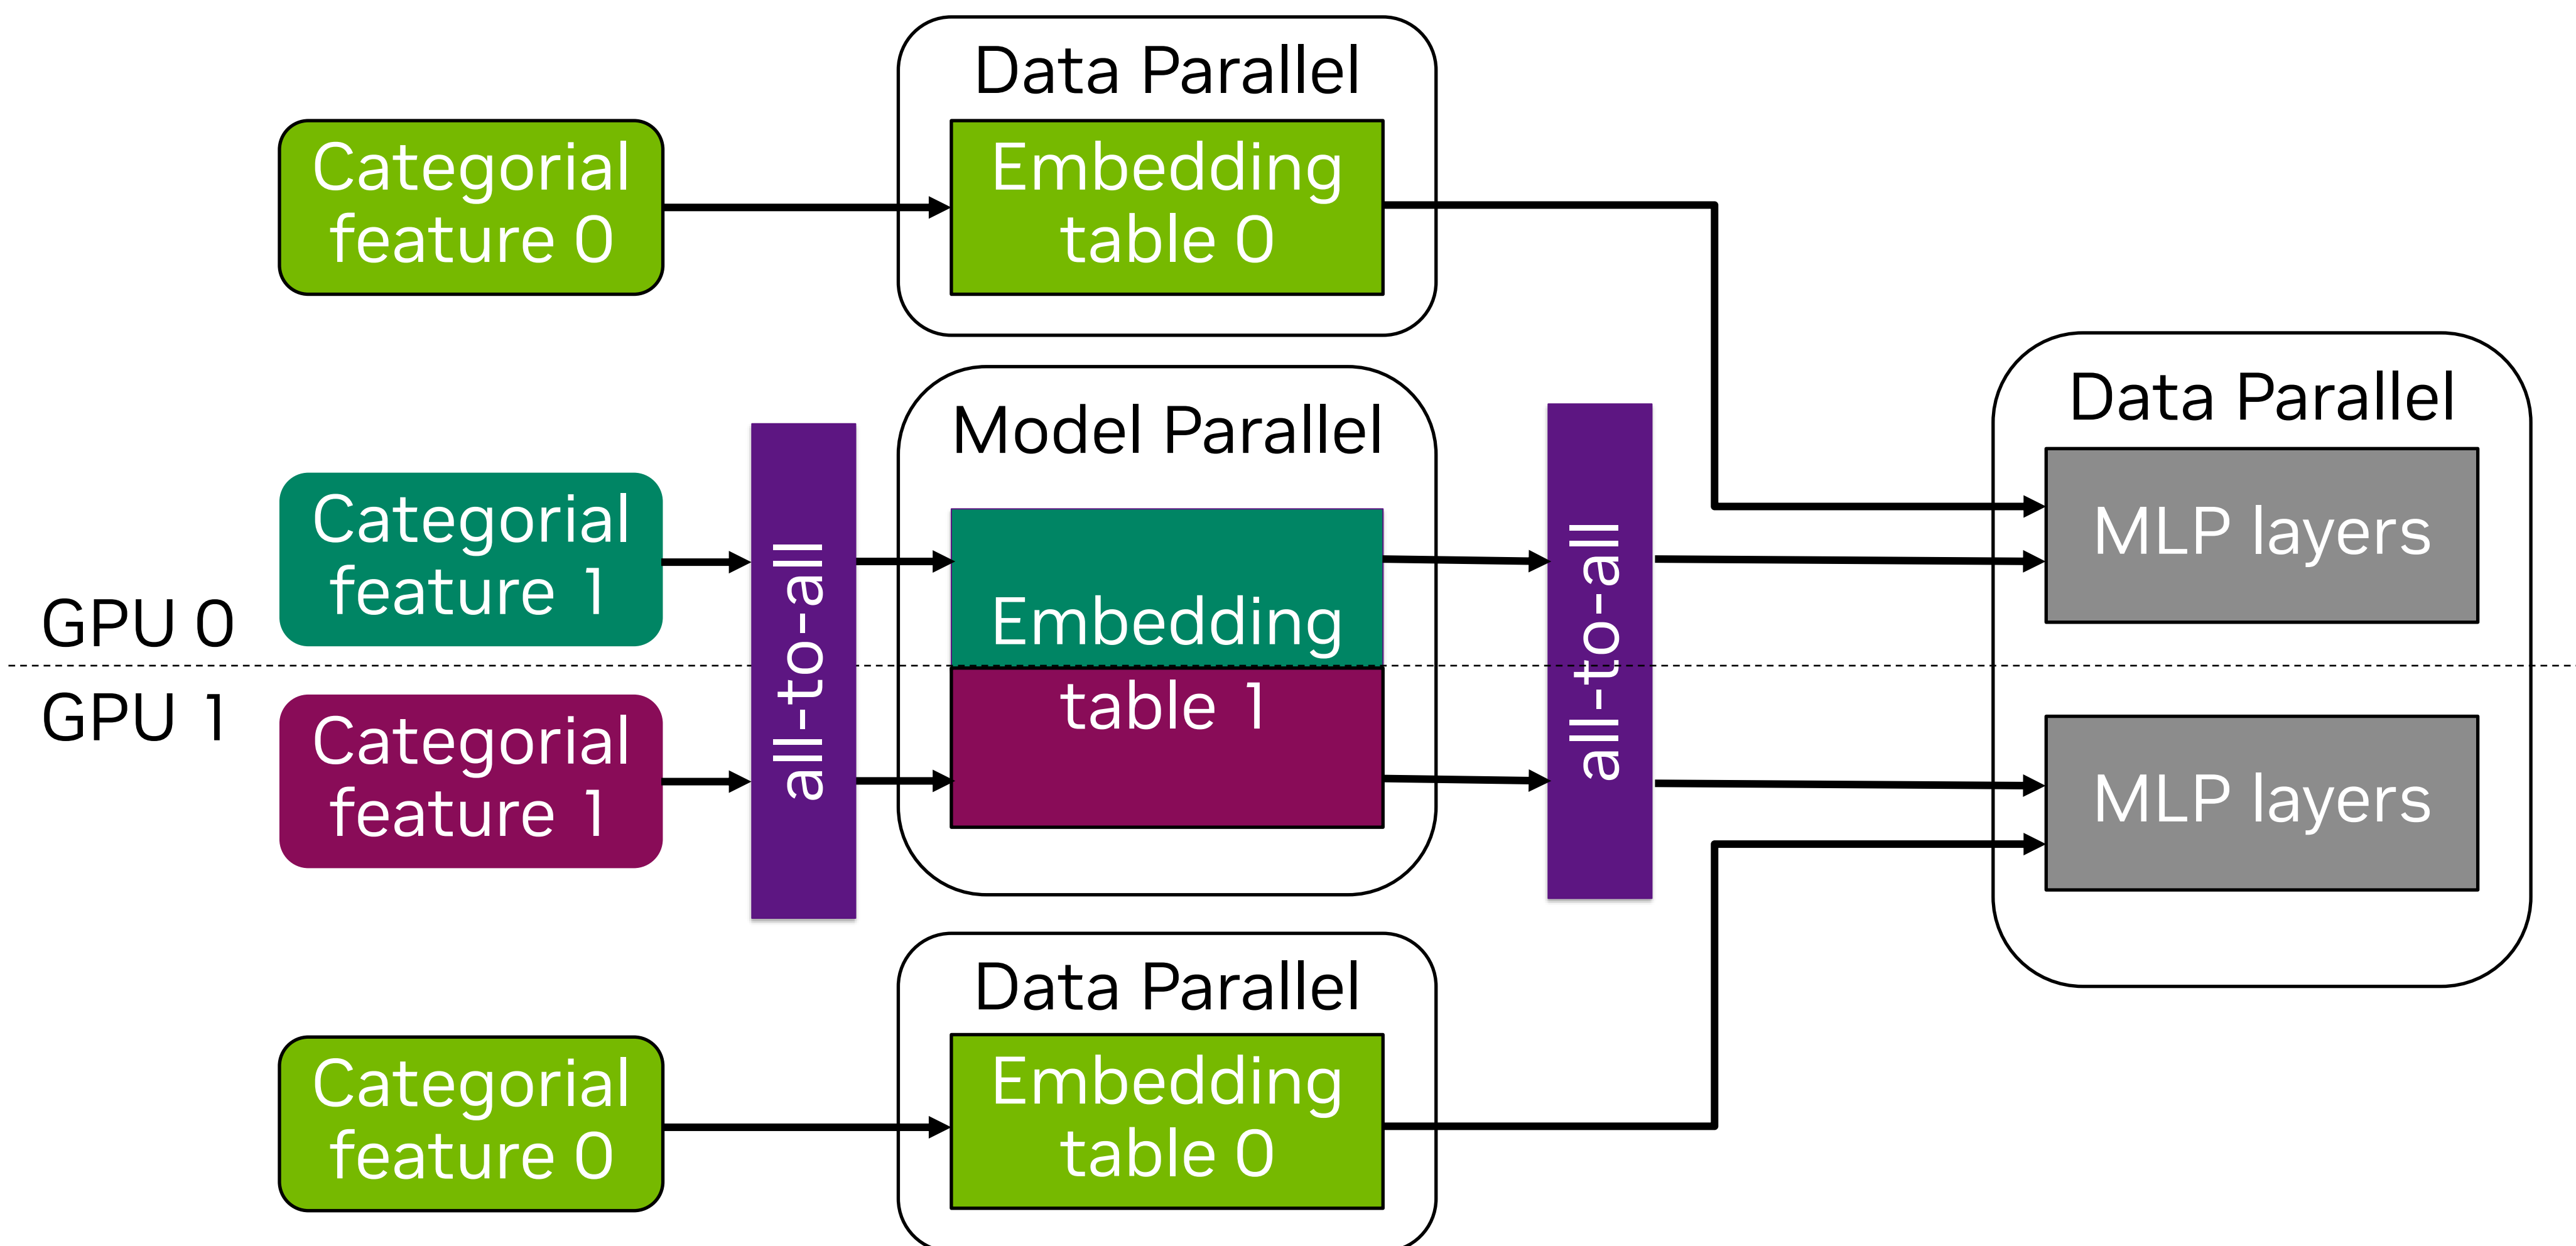 Data Parallel
Categorial
feature 0
Embedding
table 0
Model Parallel
Data Parallel
Categorial
feature 1
all-to-all
Embedding
table 1
all-to-all
MLP layers
GPU 0
GPU 1
Categorial
feature 1
MLP layers
Data Parallel
Categorial
feature 0
Embedding
table 0